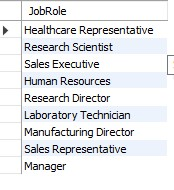 JobRole
Healthcare Representative
Research Scientist
Sales Executive
Human Resources
Research Director
Laboratory Technician
Manufacturing Director
Sales Representative
Manager